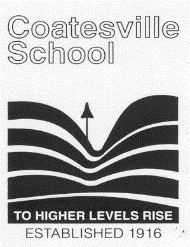 Coatesville
School
TO HIGHER LEVELS RISE
ESTABLISHED 1916